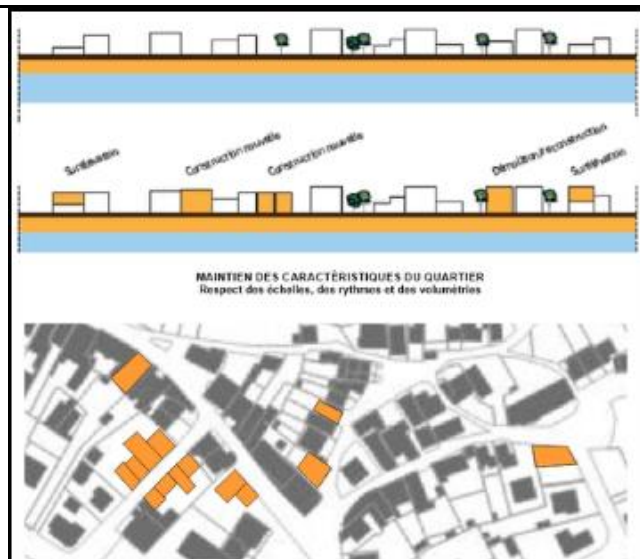 Surélévation
Construction nouvelle
Construction nouvelle
Démolition/reconstruction
Surélévation
MAINTIEN DES CARACTÉRISTIQUES DU QUARTIER
Respect des échelles, des rythmes et des volumétries